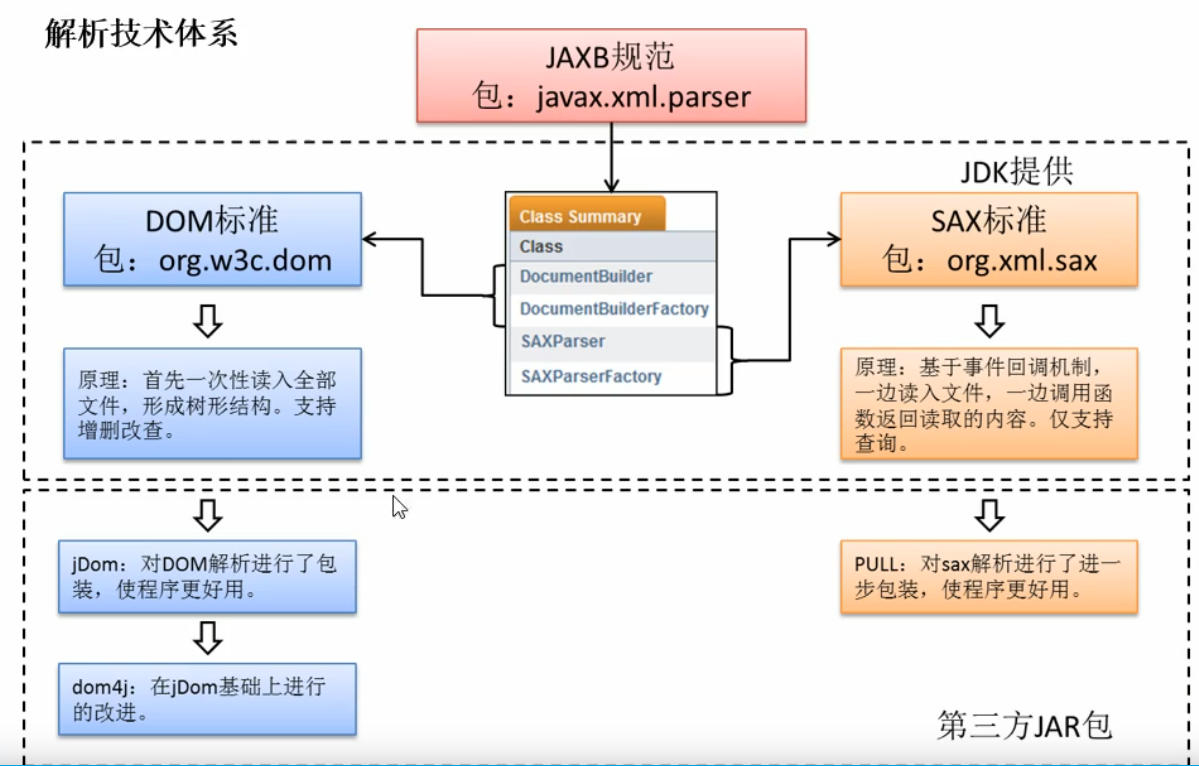 解析技术体系
JAXB规范
包：javax.xml.parser
JDK提供
DOM标准
包：org.w3c.dom
Class Summary
Class
DocumentBuilder
DocumentBuilderFactory
SAXParser
SAXParserFactory
SAX标准
包：org.xml.sax
原理：首先一次性读入全部
文件，形成树形结构。支持
增删改查。
原理：基于事件回调机制，
一边读入文件，一边调用函
数返回读取的内容。仅支持
查询。
jDom：对DOM解析进行了包
装，使程序更好用。
PULL：对sax解析进行了进一
步包装，使程序更好用。
dom4j：在jDom基础上进行
的改进。
第三方JAR包